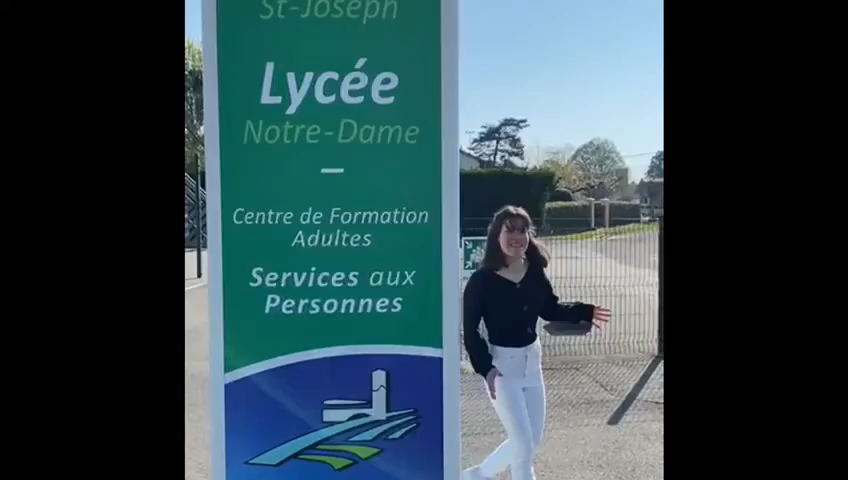 St-Joseph
Lycée
Notre-Dame
Centre de Formation
Adultes
Services aux
Personnes